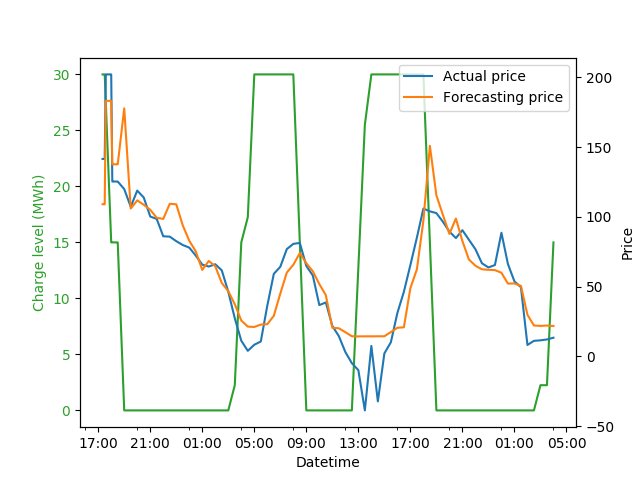 Actual price
Forecasting price
30
25
20
15
10
5
0
Charge level (MWh)
200
150
100
50
0
−50
Price
17:00 21:00 01:00 05:00 09:00 13:00 17:00 21:00 01:00 05:00
Datetime